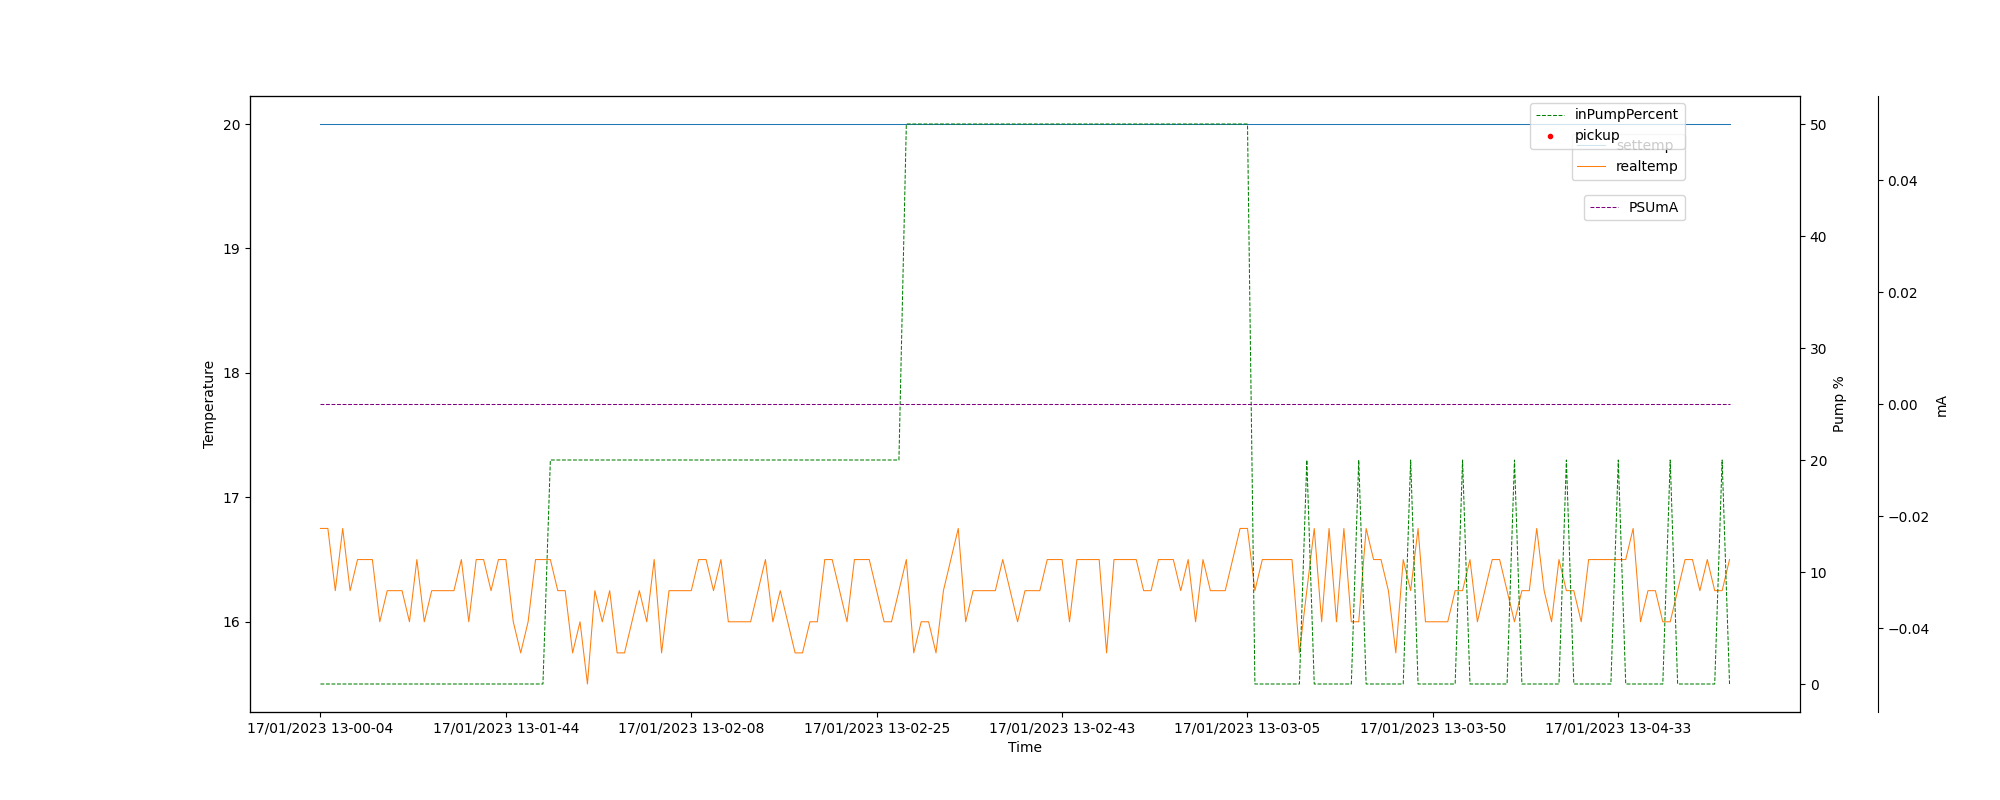 inPumpPercent
pickup
settemp
realtemp
PSUmA
20
19
18
17
16
Temperature
50
40
30
20
10
0
Pump %
0.04
0.02
0.00
−0.02
−0.04
mA
17/01/2023 13-00-04
17/01/2023 13-01-44
17/01/2023 13-02-08
17/01/2023 13-02-25
17/01/2023 13-02-43
17/01/2023 13-03-05
17/01/2023 13-03-50
17/01/2023 13-04-33
Time